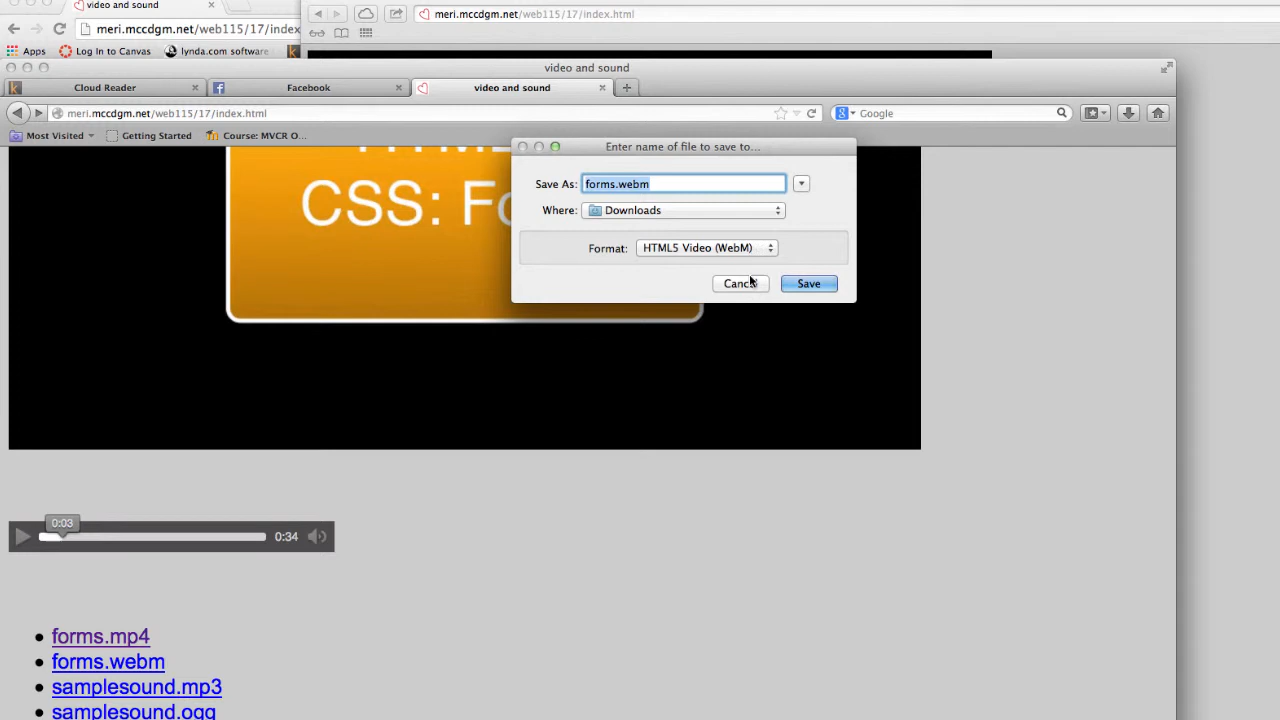 video and sound
meri.mccdgm.net/web115/17/index
meri.mccdgm.net/web115/17/index.html
Apps
Log In to Canvas
lynda.com software
video and sound
Cloud Reader
Facebook
video and sound
meri.mccdgm.net/web115/17/index.html
Google
Most Visited
Getting Started
Course: MVCR O...
Enter name of file to save to...
Save As: forms.webm
Where: Downloads
Format: HTML5 Video (WebM)
Save
CSS: Fo
0:03
0:34
forms.mp4
forms.webm
samplesound.mp3
samplesound.ogg